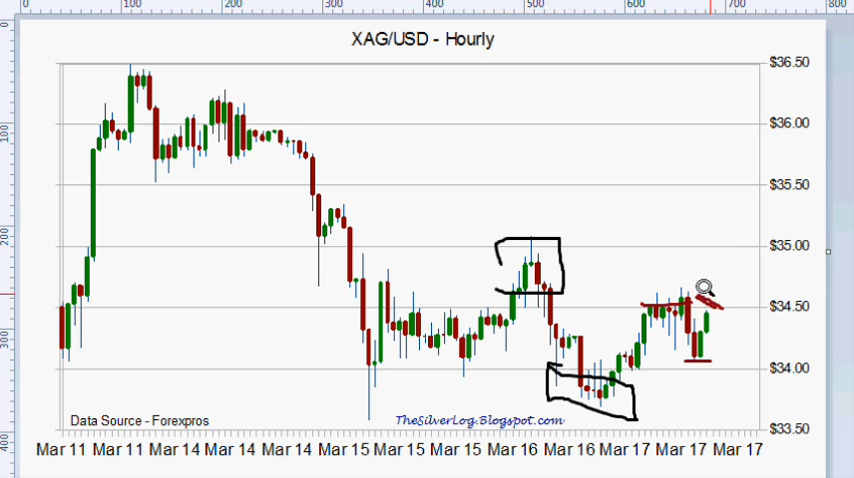 0 100 200 300 400 500 600 700 800
XAG/USD - Hourly
$36.50
$36.00
$35.50
$35.00
$34.50
$34.00
$33.50
0
100
200
300
400
Data Source - Forexpros
TheSilverLog.Blogspot.com
Mar 11 Mar 11 Mar 14 Mar 14 Mar 14 Mar 15 Mar 15 Mar 15 Mar 16 Mar 16 Mar 17 Mar 17 Mar 17